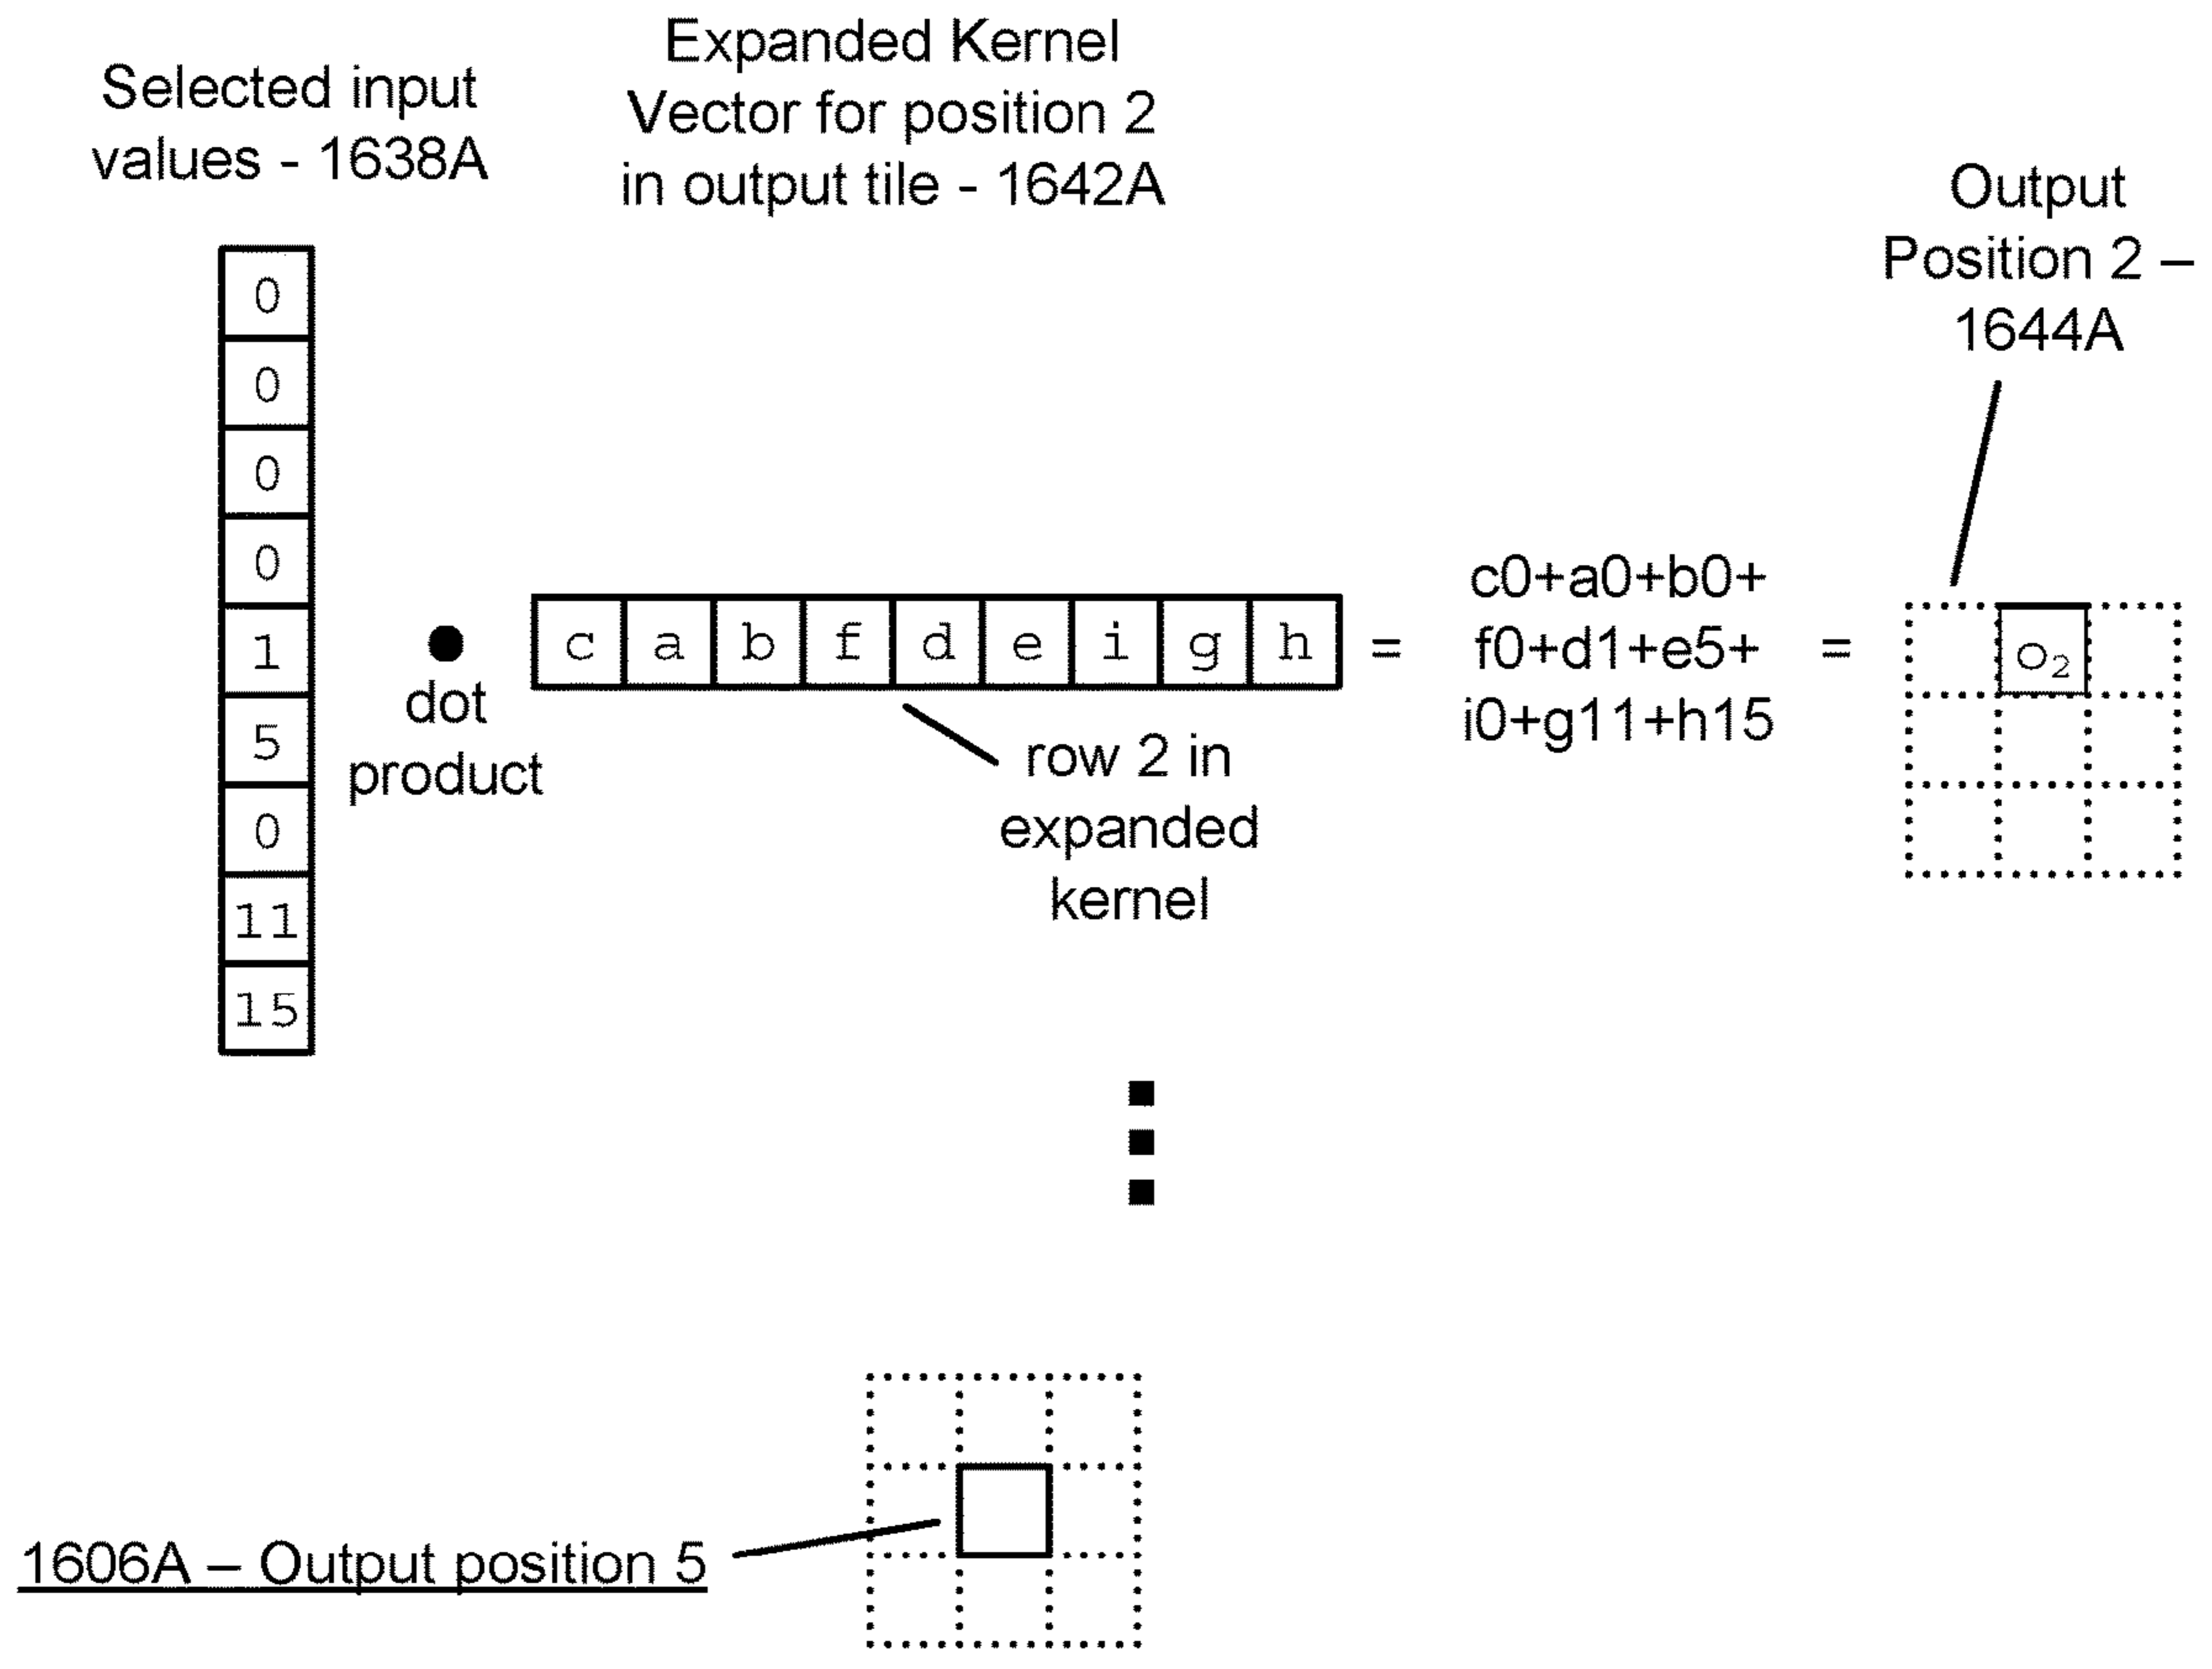 Selected input
values - 1638A
Expanded Kernel
Vector for position 2
in output tile - 1642A
Output
Position 2 –
1644A
0
0
0
0
1
5
0
11
15
dot
product
c a b f d e i g h
row 2 in
expanded
kernel
=
c0+a0+b0+
f0+d1+e5+
i0+g11+h15
=
o₂
1606A – Output position 5